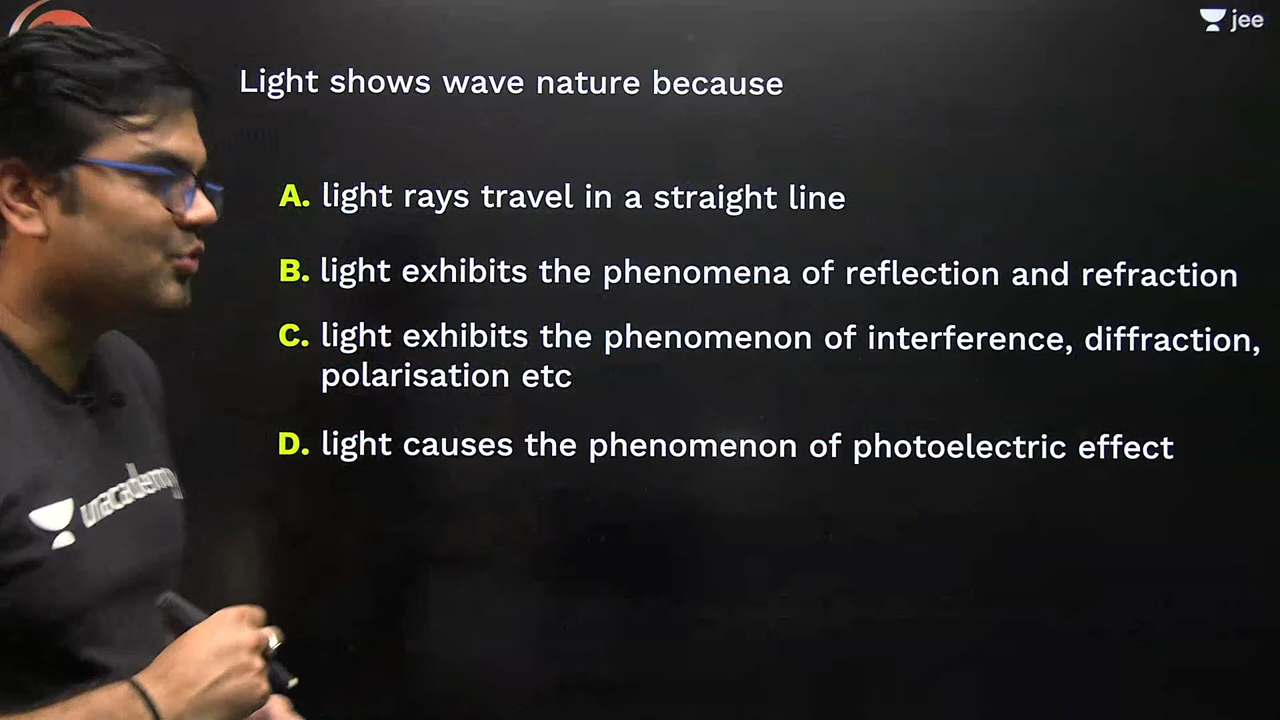 jee
Light shows wave nature because
A. light rays travel in a straight line
B. light exhibits the phenomena of reflection and refraction
C. light exhibits the phenomenon of interference, diffraction,
polarisation etc
D. light causes the phenomenon of photoelectric effect
unacademy